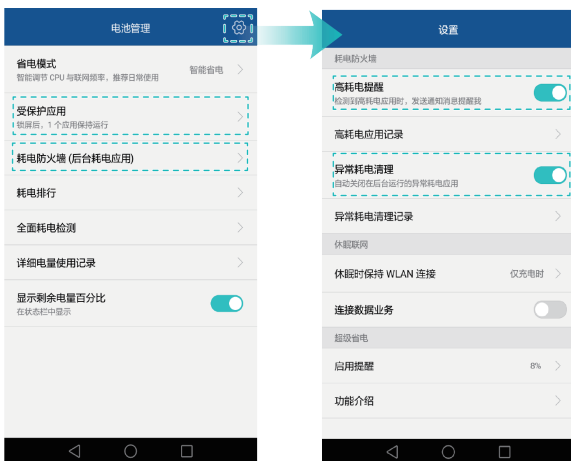 电池管理
省电模式
智能调节 CPU 与联网频率，推荐日常使用
智能省电
受保护应用
锁屏后，1 个应用保持运行
耗电防火墙 (后台耗电应用)
耗电排行
全面耗电检测
详细电量使用记录
显示剩余电量百分比
在状态栏中显示
设置
耗电防火墙
高耗电提醒
检测到高耗电应用时，发送通知消息提醒我
高耗电应用记录
异常耗电清理
自动关闭在后台运行的异常耗电应用
异常耗电清理记录
休眠联网
休眠时保持 WLAN 连接
仅充电时
连接数据业务
超级省电
启用提醒
8%
功能介绍